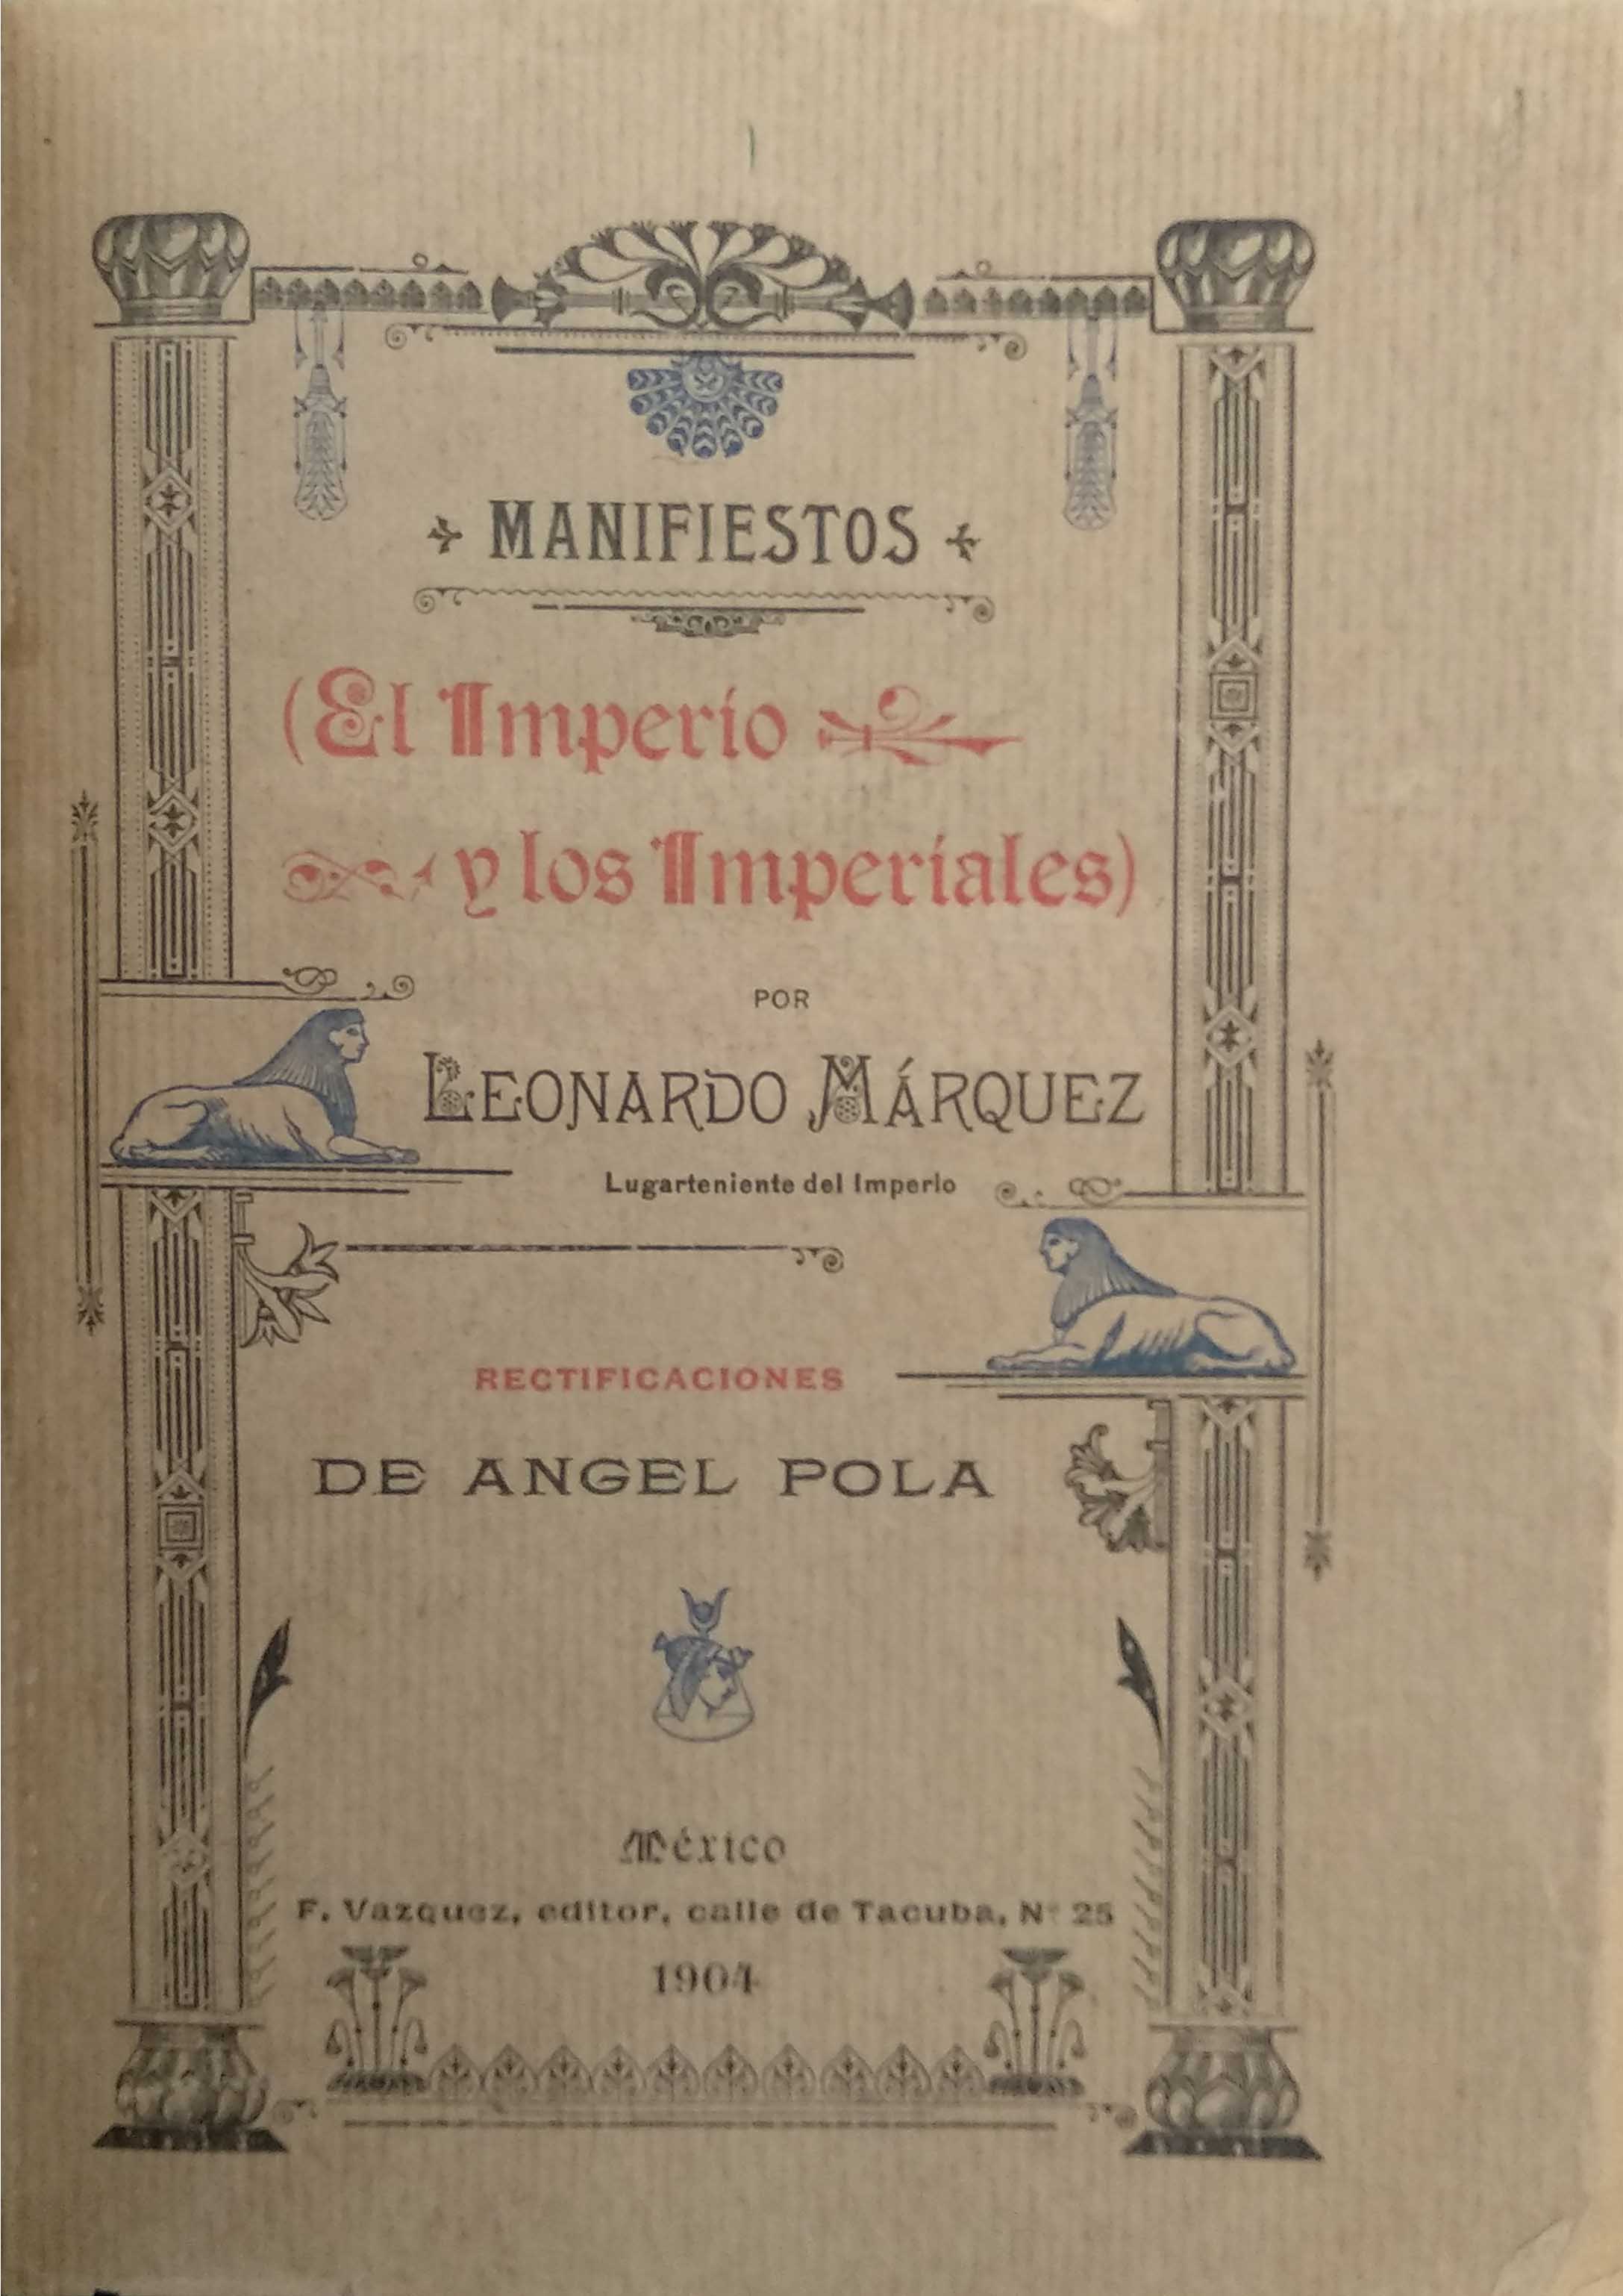 MANIFIESTOS
(El Imperio
y los Imperiales)
POR
LEONARDO MÁRQUEZ
Lugarteniente del Imperio
RECTIFICACIONES
DE ANGEL POLA
México
F. Vazquez, editor, calle de Tacuba, Nº 25
1904